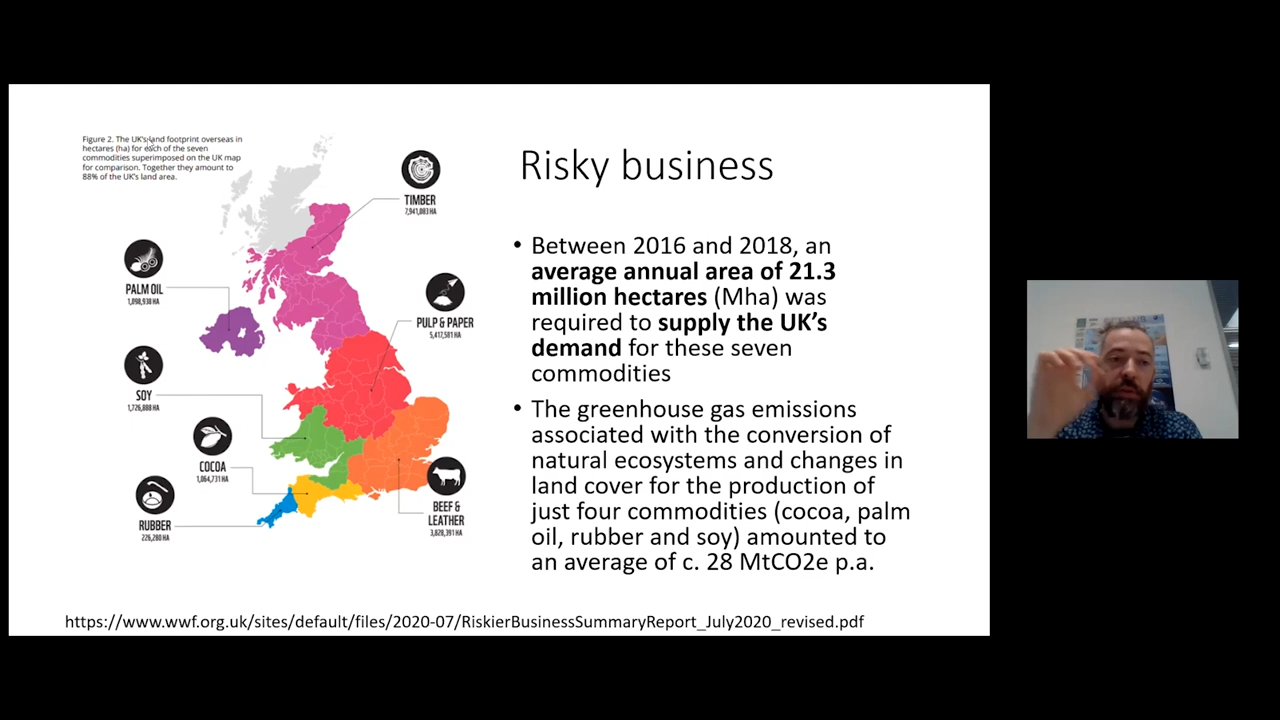 Figure 2. The UK's land footprint overseas in
hectares (ha) for each of the seven
commodities superimposed on the UK map
for comparison. Together they amount to
88% of the UK's land area.
TIMBER
7,941,083 HA
PALM OIL
1,098,938 HA
PULP & PAPER
5,417,581 HA
SOY
1,726,888 HA
COCOA
1,064,731 HA
RUBBER
226,280 HA
BEEF &
LEATHER
3,828,391 HA
Risky business
• Between 2016 and 2018, an
average annual area of 21.3
million hectares (Mha) was
required to supply the UK’s
demand for these seven
commodities
• The greenhouse gas emissions
associated with the conversion of
natural ecosystems and changes in
land cover for the production of
just four commodities (cocoa, palm
oil, rubber and soy) amounted to
an average of c. 28 MtCO2e p.a.
https://www.wwf.org.uk/sites/default/files/2020-07/RiskierBusinessSummaryReport_July2020_revised.pdf